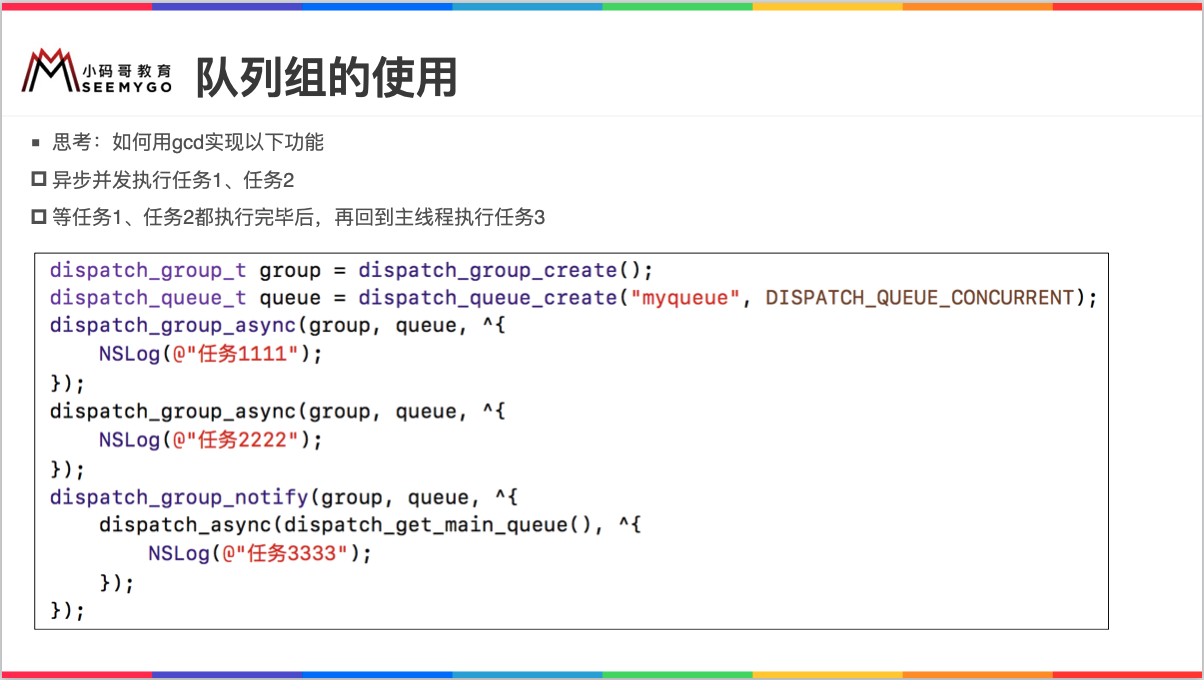 小码哥教育
SEEMYGO
队列组的使用
▪ 思考：如何用gcd实现以下功能
异步并发执行任务1、任务2
等任务1、任务2都执行完毕后，再回到主线程执行任务3
dispatch_group_t group = dispatch_group_create();
dispatch_queue_t queue = dispatch_queue_create("myqueue", DISPATCH_QUEUE_CONCURRENT);
dispatch_group_async(group, queue, ^{
    NSLog(@"任务1111");
});
dispatch_group_async(group, queue, ^{
    NSLog(@"任务2222");
});
dispatch_group_notify(group, queue, ^{
    dispatch_async(dispatch_get_main_queue(), ^{
        NSLog(@"任务3333");
    });
});